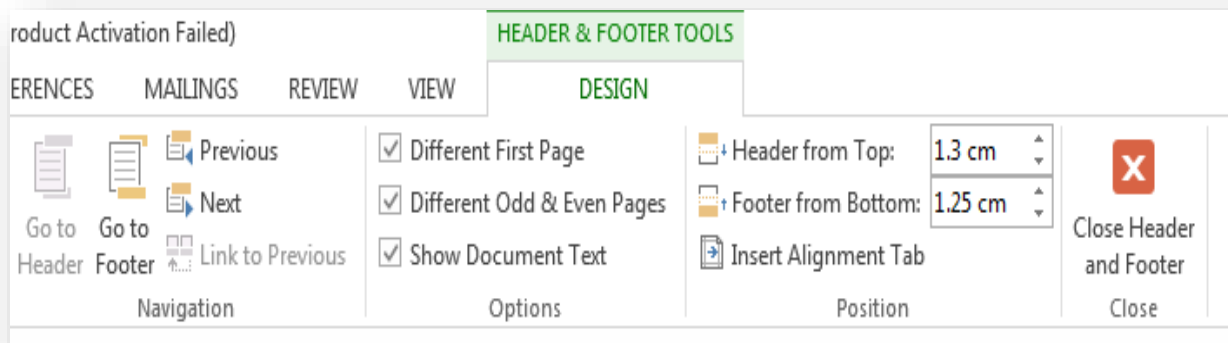 roduct Activation Failed)
HEADER & FOOTER TOOLS
ERENCES MAILINGS REVIEW VIEW DESIGN
Go to Header
Go to Footer
Previous
Next
Link to Previous
Navigation
Different First Page
Different Odd & Even Pages
Show Document Text
Options
Header from Top: 1.3 cm
Footer from Bottom: 1.25 cm
Insert Alignment Tab
Position
Close Header
and Footer
Close